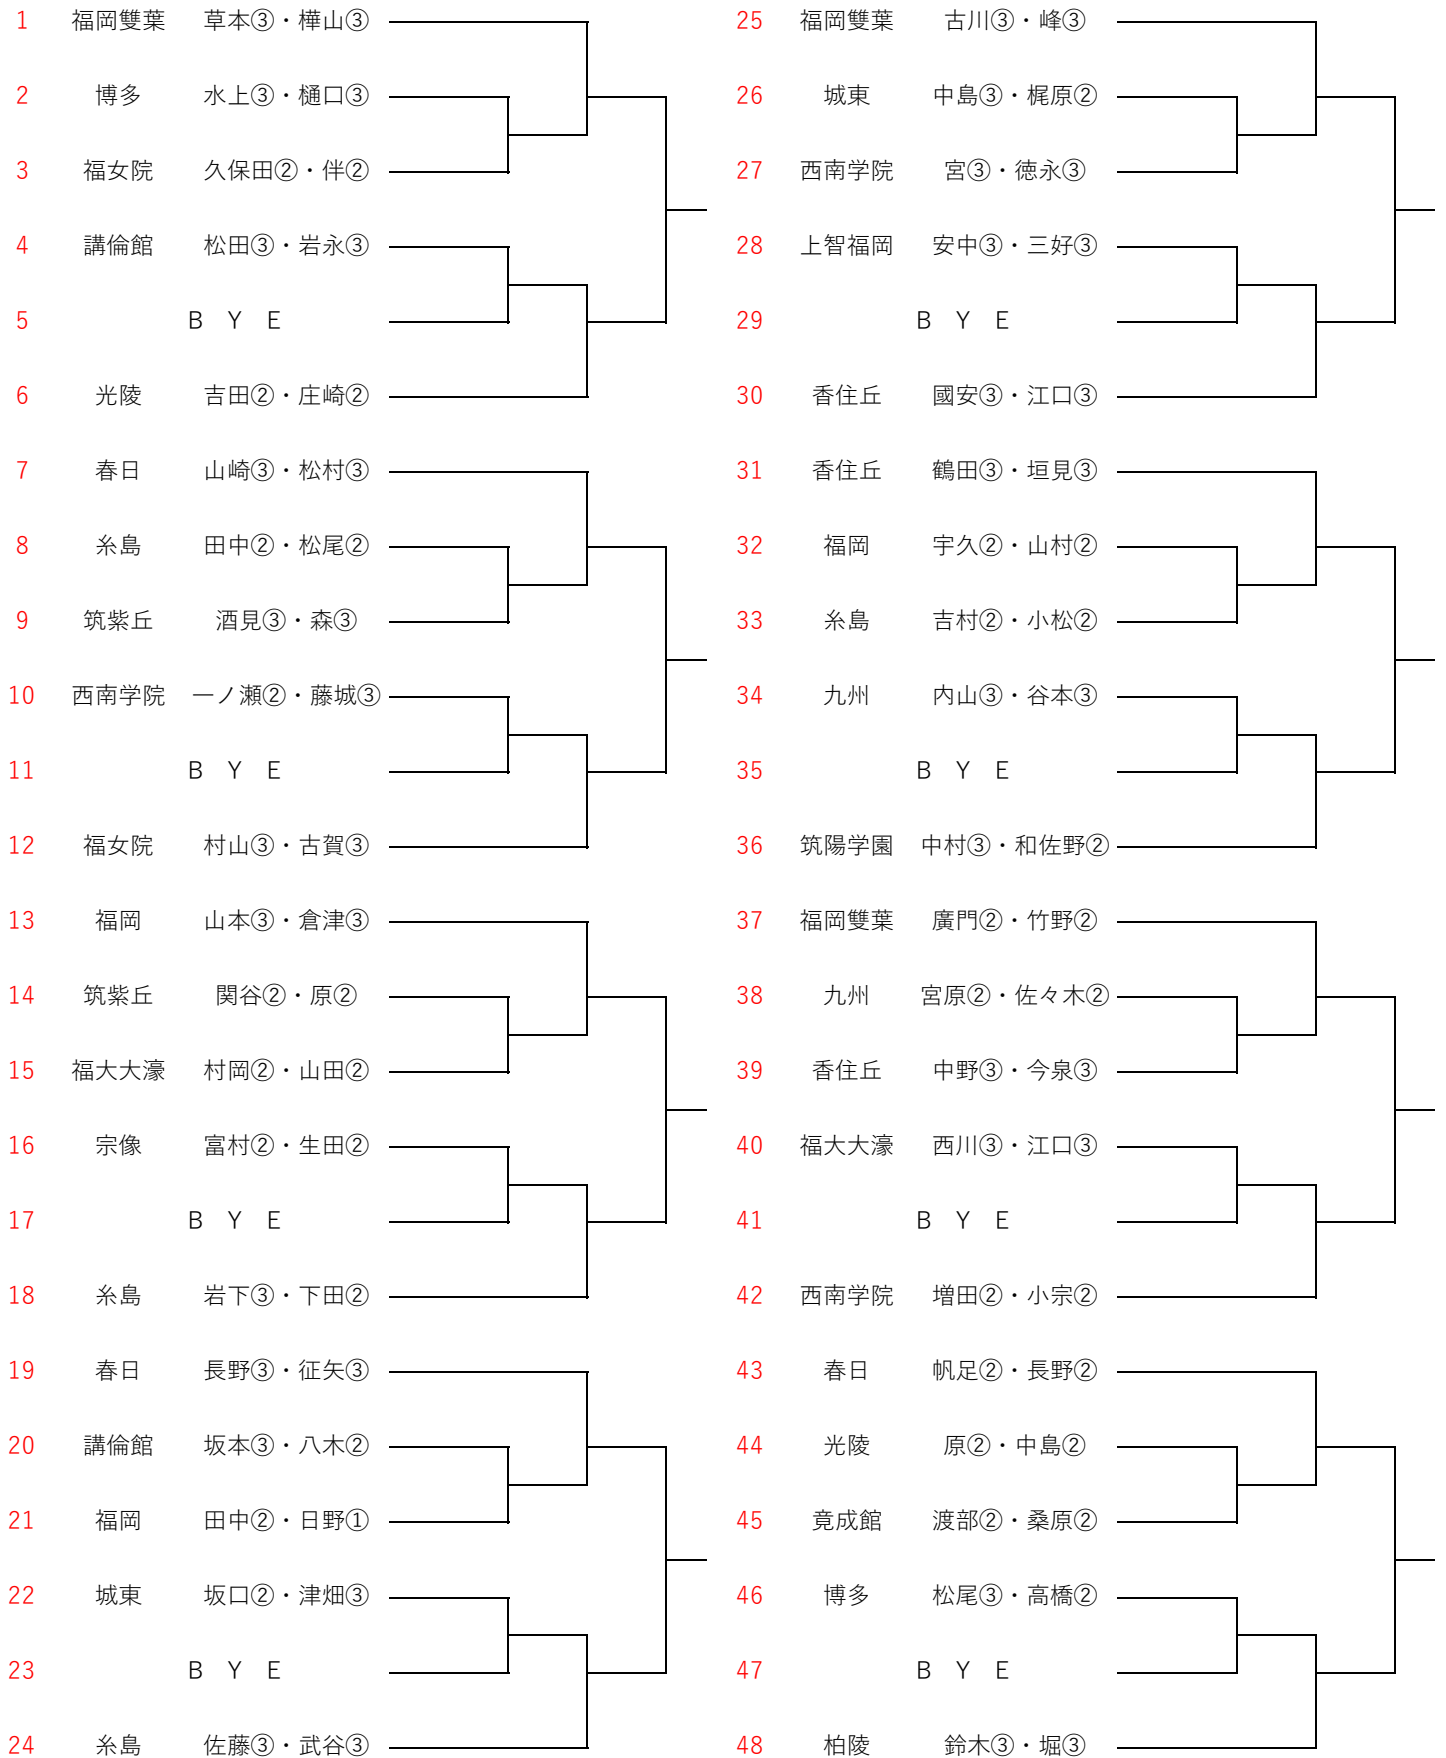 1 福岡雙葉 草本③・樺山③
2 博多 水上③・樋口③
3 福女院 久保田②・伴②
4 講倫館 松田③・岩永③
5 B Y E
6 光陵 吉田②・庄崎②
7 春日 山崎③・松村③
8 糸島 田中②・松尾②
9 筑紫丘 酒見③・森③
10 西南学院 一ノ瀬②・藤城③
11 B Y E
12 福女院 村山③・古賀③
13 福岡 山本③・倉津③
14 筑紫丘 関谷②・原②
15 福大大濠 村岡②・山田②
16 宗像 富村②・生田②
17 B Y E
18 糸島 岩下③・下田②
19 春日 長野③・征矢③
20 講倫館 坂本③・八木②
21 福岡 田中②・日野①
22 城東 坂口②・津畑③
23 B Y E
24 糸島 佐藤③・武谷③
25 福岡雙葉 古川③・峰③
26 城東 中島③・梶原②
27 西南学院 宮③・徳永③
28 上智福岡 安中③・三好③
29 B Y E
30 香住丘 國安③・江口③
31 香住丘 鶴田③・垣見③
32 福岡 宇久②・山村②
33 糸島 吉村②・小松②
34 九州 内山③・谷本③
35 B Y E
36 筑陽学園 中村③・和佐野②
37 福岡雙葉 廣門②・竹野②
38 九州 宮原②・佐々木②
39 香住丘 中野③・今泉③
40 福大大濠 西川③・江口③
41 B Y E
42 西南学院 増田②・小宗②
43 春日 帆足②・長野②
44 光陵 原②・中島②
45 竟成館 渡部②・桑原②
46 博多 松尾③・高橋②
47 B Y E
48 柏陵 鈴木③・堀③